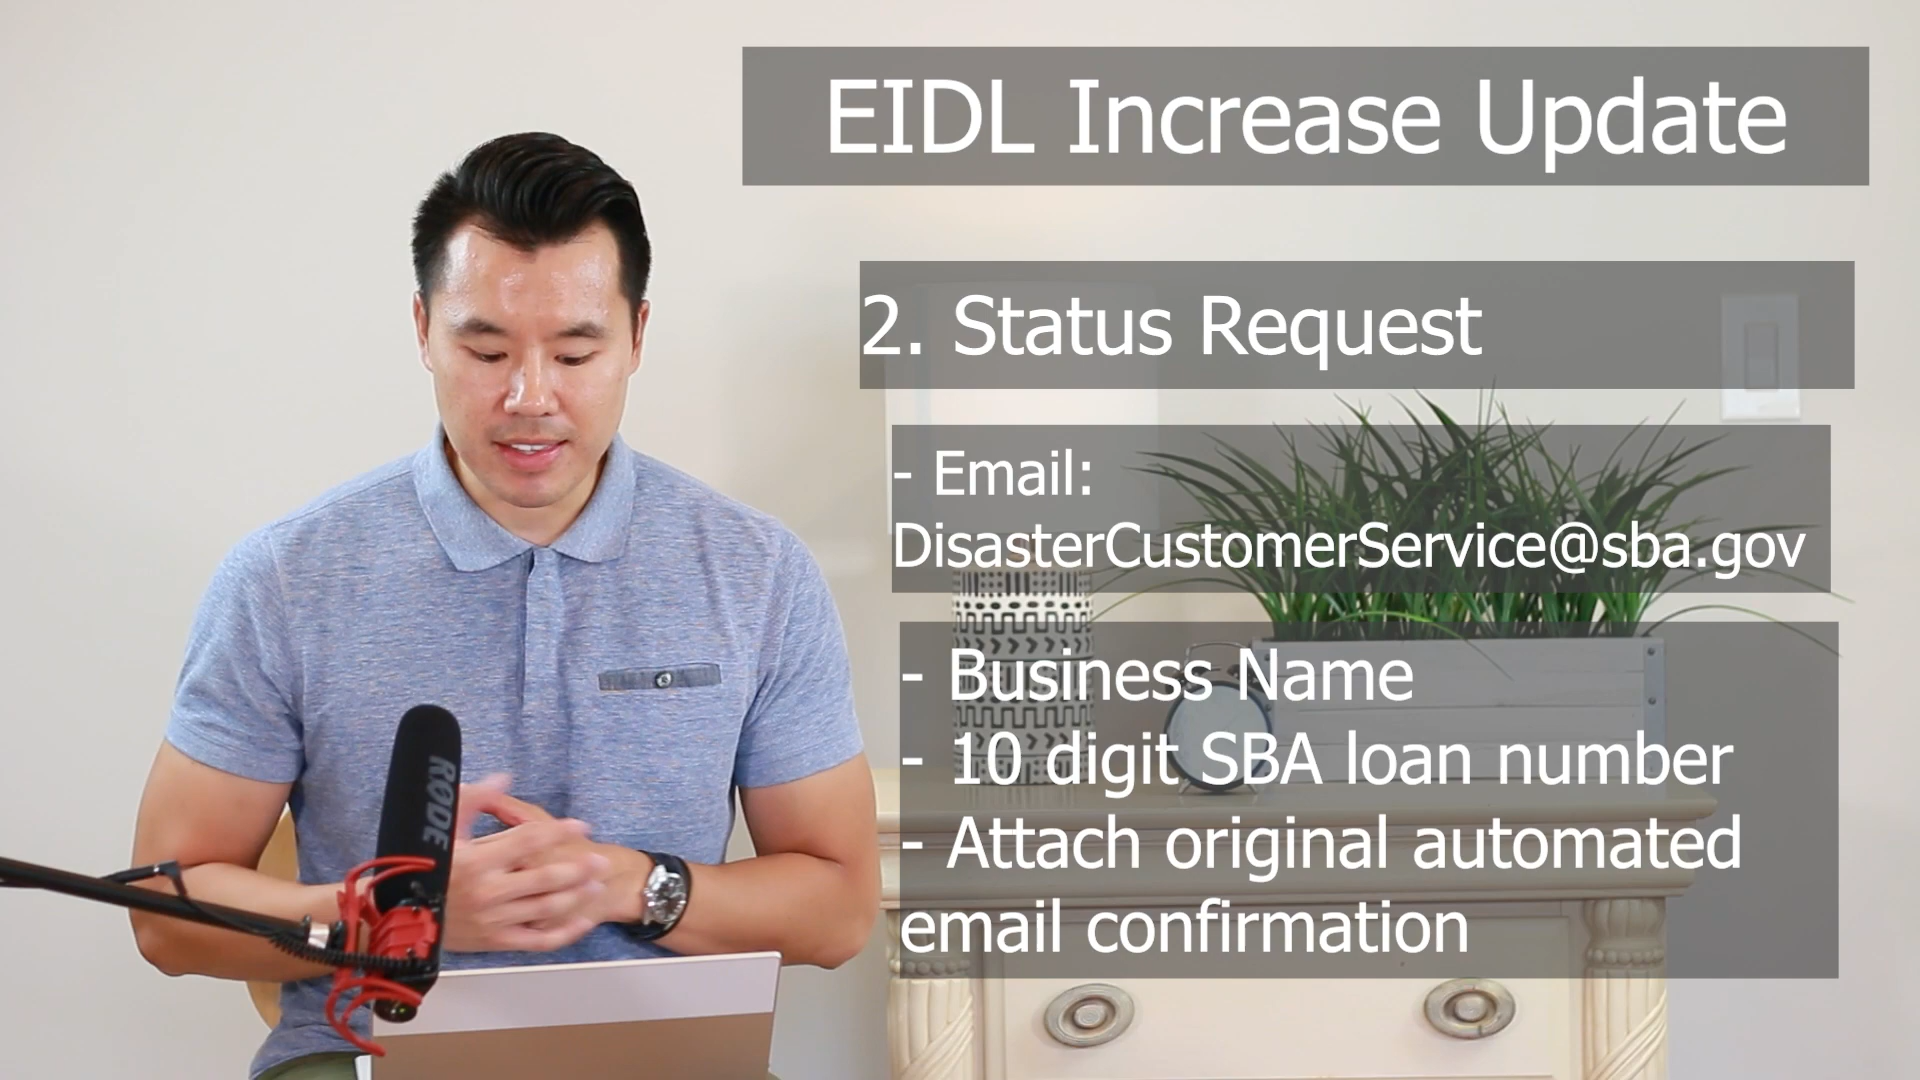 EIDL Increase Update
2. Status Request
- Email:
DisasterCustomerService@sba.gov
- Business Name
- 10 digit SBA loan number
- Attach original automated
email confirmation
RODE